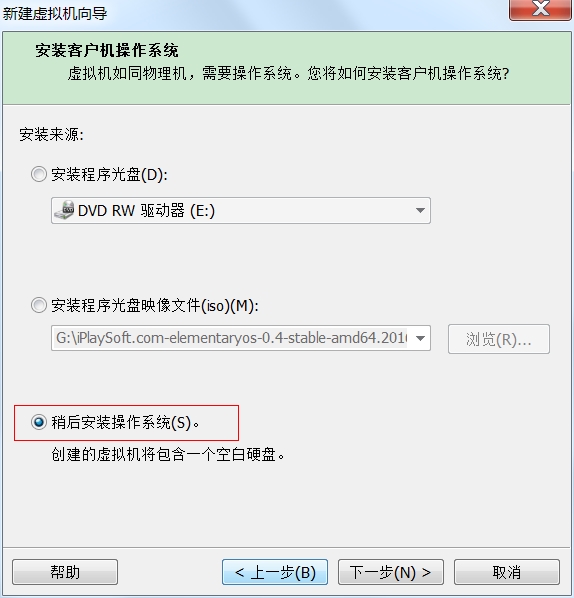 新建虚拟机向导
安装客户机操作系统
虚拟机如同物理机，需要操作系统。您将如何安装客户机操作系统?
安装来源:
安装程序光盘(D):
DVD RW 驱动器 (E:)
安装程序光盘映像文件(iso)(M):
G:\iPlaySoft.com-elementaryos-0.4-stable-amd64.2016
浏览(R)...
稍后安装操作系统(S)。
创建的虚拟机将包含一个空白硬盘。
帮助
< 上一步(B)
下一步(N) >
取消